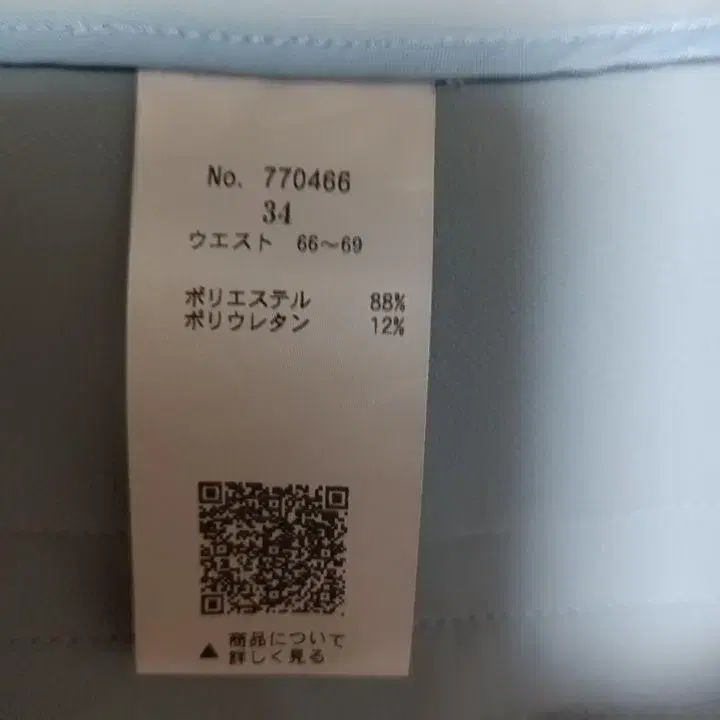 No. 770466
34
ウエスト 66～69
ポリエステル 88%
ポリウレタン 12%
▲ 商品について
詳しく見る